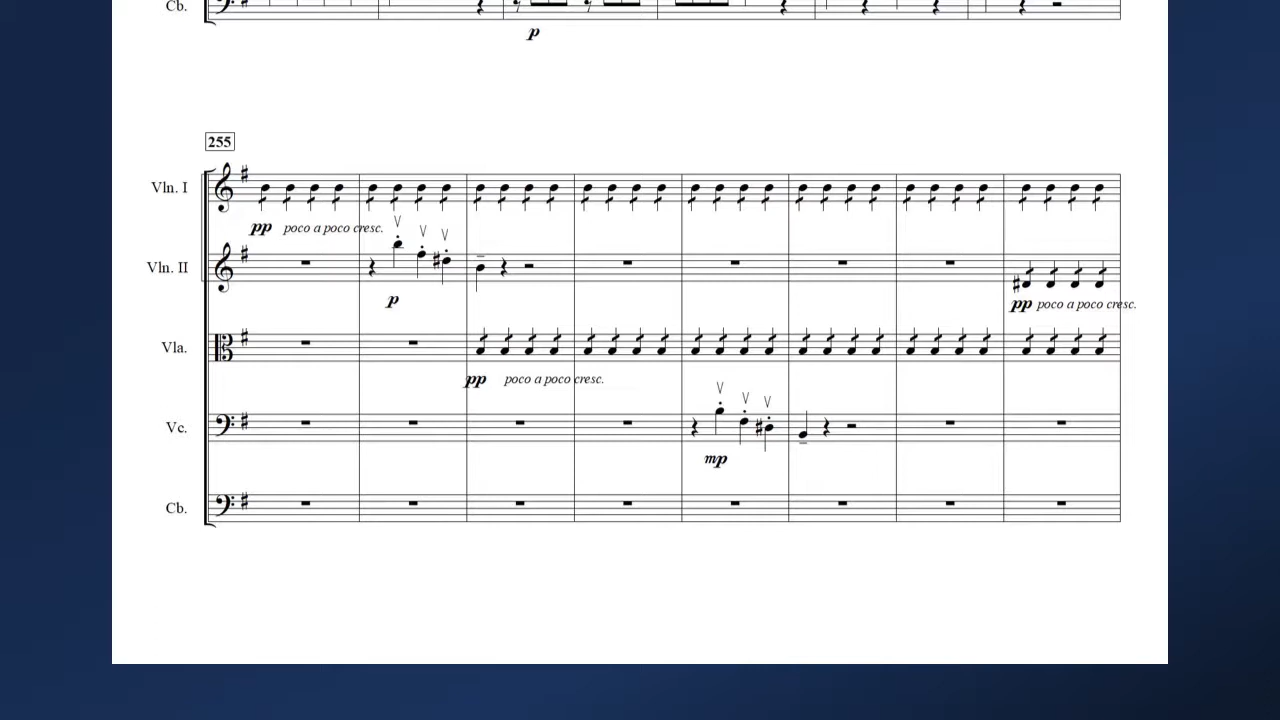 Cb.
p
255
Vln. I
pp poco a poco cresc.
Vln. II
p
pp poco a poco cresc.
Vla.
pp poco a poco cresc.
Vc.
mp
Cb.